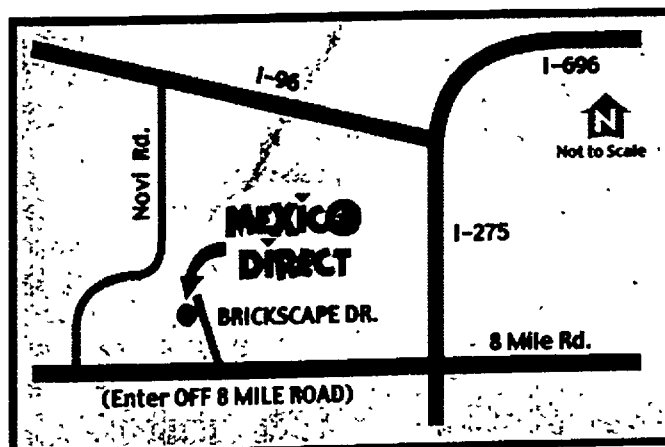 I-96
I-696
N
Not to Scale
Novi Rd.
MEXICO
DIRECT
I-275
BRICKSCAPE DR.
8 Mile Rd.
(Enter OFF 8 MILE ROAD)